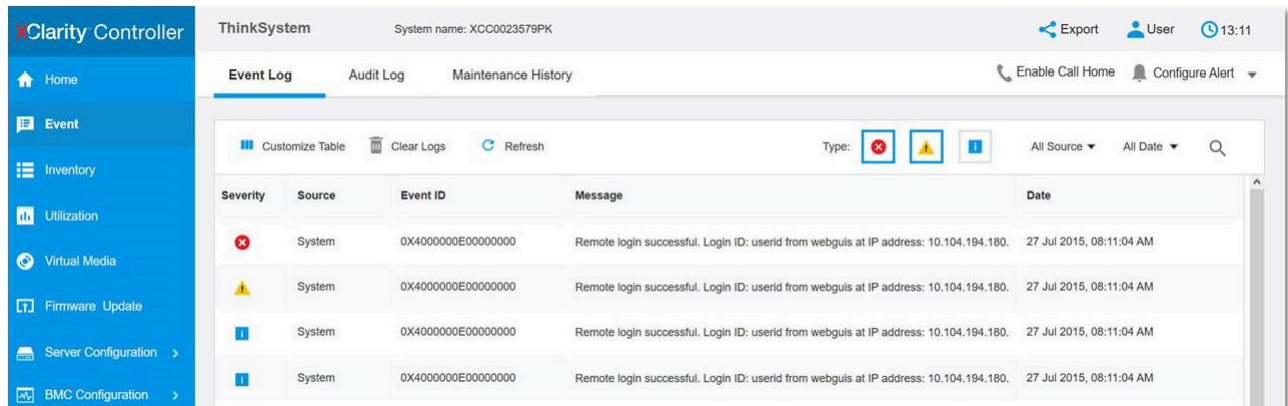 XClarity Controller
ThinkSystem System name: XCC0023579PK Export User 13:11
Home
Event Log Audit Log Maintenance History Enable Call Home Configure Alert
Event
Customize Table Clear Logs Refresh Type: All Source All Date
Inventory
Severity Source Event ID Message Date
Utilization
System 0X4000000E00000000 Remote login successful. Login ID: userid from webguis at IP address: 10.104.194.180. 27 Jul 2015, 08:11:04 AM
Virtual Media
System 0X4000000E00000000 Remote login successful. Login ID: userid from webguis at IP address: 10.104.194.180. 27 Jul 2015, 08:11:04 AM
Firmware Update
System 0X4000000E00000000 Remote login successful. Login ID: userid from webguis at IP address: 10.104.194.180. 27 Jul 2015, 08:11:04 AM
Server Configuration
System 0X4000000E00000000 Remote login successful. Login ID: userid from webguis at IP address: 10.104.194.180. 27 Jul 2015, 08:11:04 AM
BMC Configuration